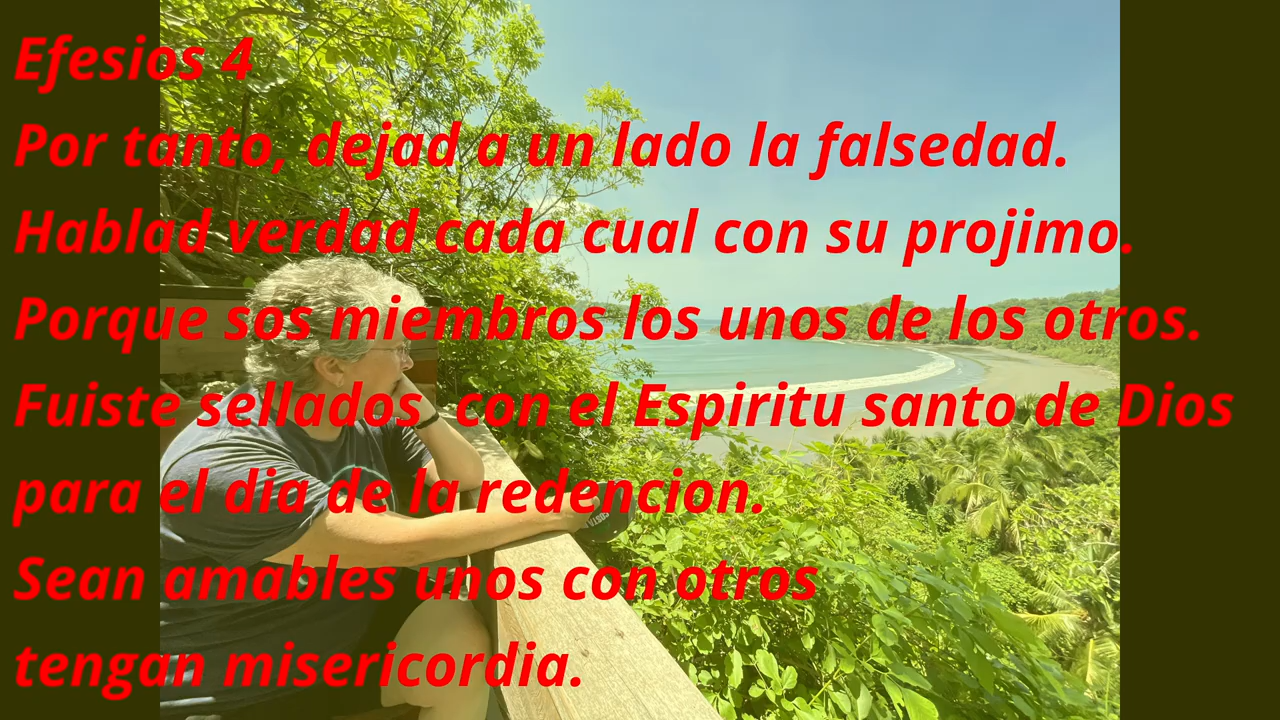 Efesios 4
Por tanto, dejad a un lado la falsedad.
Hablad verdad cada cual con su projimo.
Porque sos miembros los unos de los otros.
Fuiste sellados  con el Espiritu santo de Dios
para el dia de la redencion.
Sean amables unos con otros
tengan misericordia.